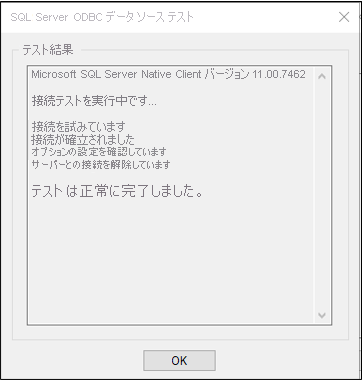 SQL Server ODBC データ ソース テスト
テスト結果
Microsoft SQL Server Native Client バージョン 11.00.7462
接続テストを実行中です...
接続を試みています
接続が確立されました
オプションの設定を確認しています
サーバーとの接続を解除しています
テストは正常に完了しました。
OK